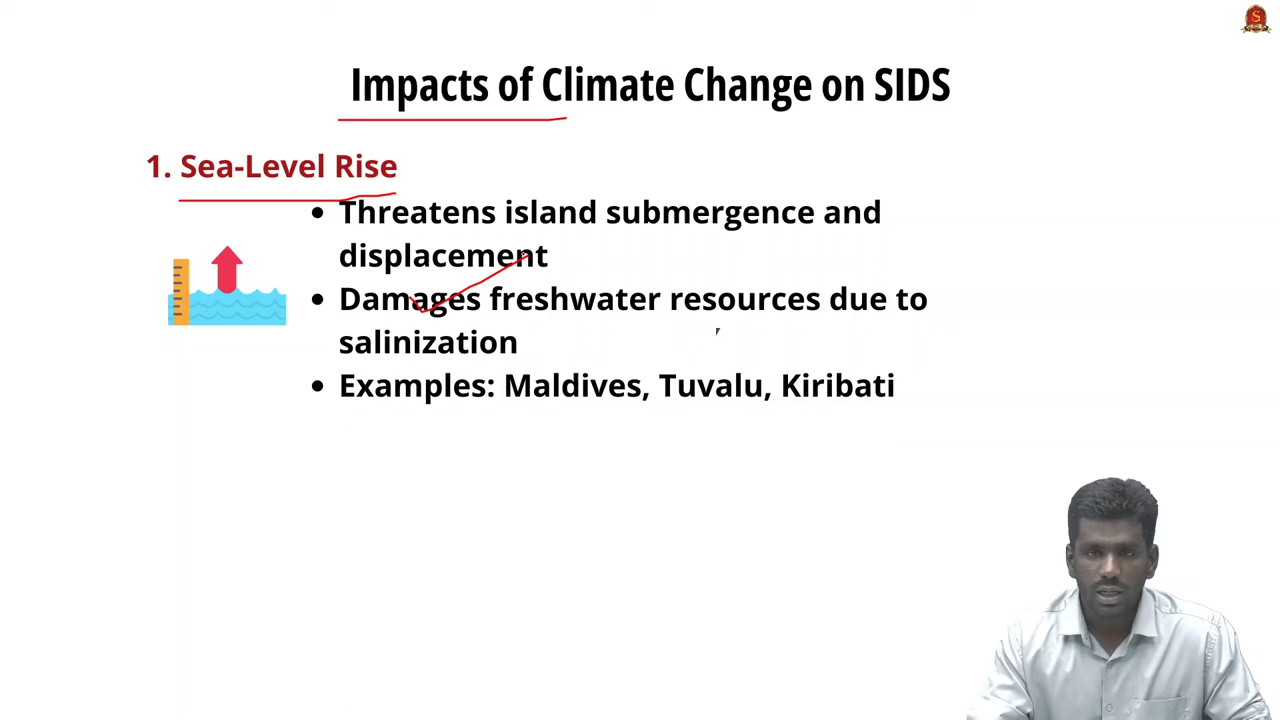 Impacts of Climate Change on SIDS
1. Sea-Level Rise
• Threatens island submergence and
displacement
• Damages freshwater resources due to
salinization
• Examples: Maldives, Tuvalu, Kiribati
S